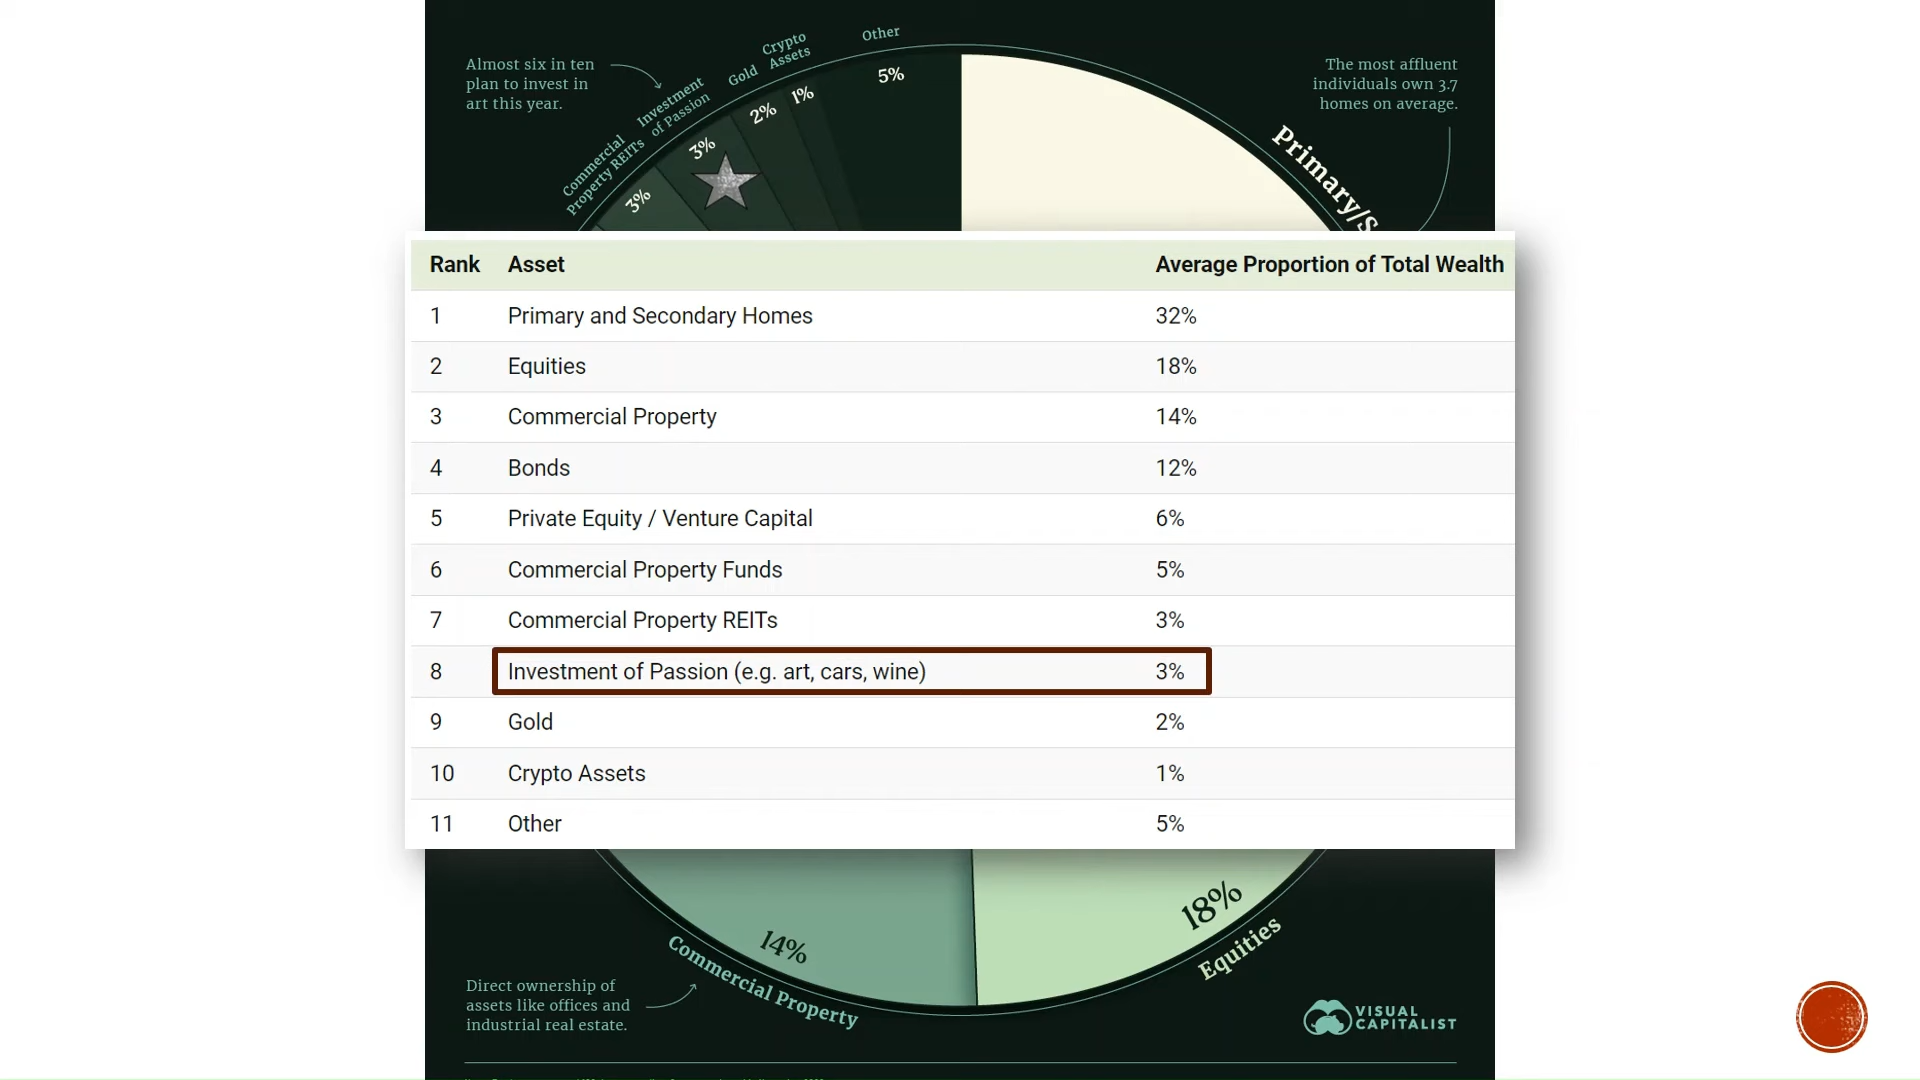 Almost six in ten
plan to invest in
art this year.
Commercial
Property REITs
3%
Investment
of Passion
3%
Gold
2%
Crypto
Assets
1%
Other
5%
The most affluent
individuals own 3.7
homes on average.
Primary/S
Rank Asset Average Proportion of Total Wealth
1 Primary and Secondary Homes 32%
2 Equities 18%
3 Commercial Property 14%
4 Bonds 12%
5 Private Equity / Venture Capital 6%
6 Commercial Property Funds 5%
7 Commercial Property REITs 3%
8 Investment of Passion (e.g. art, cars, wine) 3%
9 Gold 2%
10 Crypto Assets 1%
11 Other 5%
14%
Commercial Property
18%
Equities
Direct ownership of
assets like offices and
industrial real estate.
VISUAL
CAPITALIST